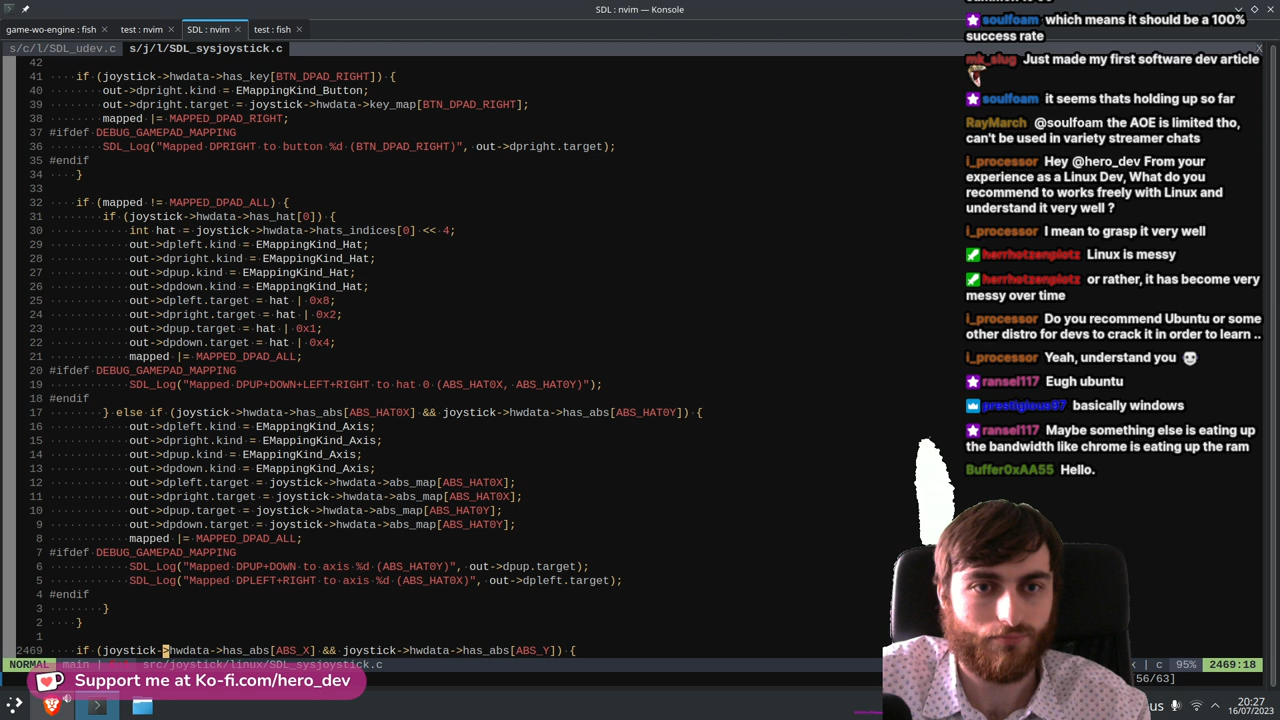 SDL : nvim — Konsole
game-wo-engine : fish
test : nvim
SDL : nvim
test : fish
s/c/l/SDL_udev.c
s/j/l/SDL_sysjoystick.c
42
41 if (joystick->hwdata->has_key[BTN_DPAD_RIGHT]) {
40 out->dpright.kind = EMappingKind_Button;
39 out->dpright.target = joystick->hwdata->key_map[BTN_DPAD_RIGHT];
38 mapped |= MAPPED_DPAD_RIGHT;
37 #ifdef DEBUG_GAMEPAD_MAPPING
36 SDL_Log("Mapped DPRIGHT to button %d (BTN_DPAD_RIGHT)", out->dpright.target);
35 #endif
34 }
33
32 if (mapped != MAPPED_DPAD_ALL) {
31 if (joystick->hwdata->has_hat[0]) {
30 int hat = joystick->hwdata->hats_indices[0] << 4;
29 out->dpleft.kind = EMappingKind_Hat;
28 out->dpright.kind = EMappingKind_Hat;
27 out->dpup.kind = EMappingKind_Hat;
26 out->dpdown.kind = EMappingKind_Hat;
25 out->dpleft.target = hat | 0x8;
24 out->dpright.target = hat | 0x2;
23 out->dpup.target = hat | 0x1;
22 out->dpdown.target = hat | 0x4;
21 mapped |= MAPPED_DPAD_ALL;
20 #ifdef DEBUG_GAMEPAD_MAPPING
19 SDL_Log("Mapped DPUP+DOWN+LEFT+RIGHT to hat 0 (ABS_HAT0X, ABS_HAT0Y)");
18 #endif
17 } else if (joystick->hwdata->has_abs[ABS_HAT0X] && joystick->hwdata->has_abs[ABS_HAT0Y]) {
16 out->dpleft.kind = EMappingKind_Axis;
15 out->dpright.kind = EMappingKind_Axis;
14 out->dpup.kind = EMappingKind_Axis;
13 out->dpdown.kind = EMappingKind_Axis;
12 out->dpleft.target = joystick->hwdata->abs_map[ABS_HAT0X];
11 out->dpright.target = joystick->hwdata->abs_map[ABS_HAT0X];
10 out->dpup.target = joystick->hwdata->abs_map[ABS_HAT0Y];
9 out->dpdown.target = joystick->hwdata->abs_map[ABS_HAT0Y];
8 mapped |= MAPPED_DPAD_ALL;
7 #ifdef DEBUG_GAMEPAD_MAPPING
6 SDL_Log("Mapped DPUP+DOWN to axis %d (ABS_HAT0Y)", out->dpup.target);
5 SDL_Log("Mapped DPLEFT+RIGHT to axis %d (ABS_HAT0X)", out->dpleft.target);
4 #endif
3 }
2 }
1
2469 if (joystick->hwdata->has_abs[ABS_X] && joystick->hwdata->has_abs[ABS_Y]) {
NORMAL main | src/joystick/linux/SDL_sysjoystick.c
| c 95% 2469:18
56/63]
Support me at Ko-fi.com/hero_dev
us
20:27
16/07/2023
soulfoam which means it should be a 100%
success rate
mk_slug Just made my first software dev article
soulfoam it seems thats holding up so far
RayMarch @soulfoam the AOE is limited tho,
can't be used in variety streamer chats
i_processor Hey @hero_dev From your
experience as a Linux Dev, What do you
recommend to works freely with Linux and
understand it very well ?
i_processor I mean to grasp it very well
herrhotzenplotz Linux is messy
herrhotzenplotz or rather, it has become very
messy over time
i_processor Do you recommend Ubuntu or some
other distro for devs to crack it in order to learn ..
i_processor Yeah, understand you
ransel117 Eugh ubuntu
prestigious97 basically windows
ransel117 Maybe something else is eating up
the bandwidth like chrome is eating up the ram
Buffer0xAA55 Hello.